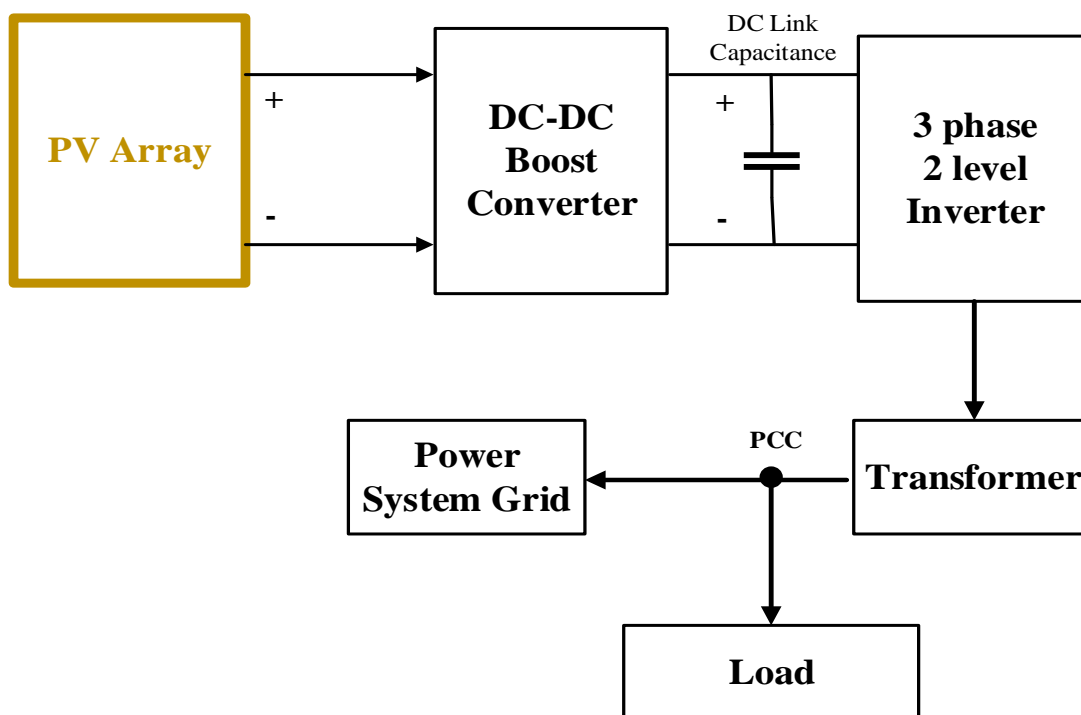 PV Array
+
-
DC-DC
Boost
Converter
DC Link
Capacitance
+
-
3 phase
2 level
Inverter
Power
System Grid
PCC
Transformer
Load